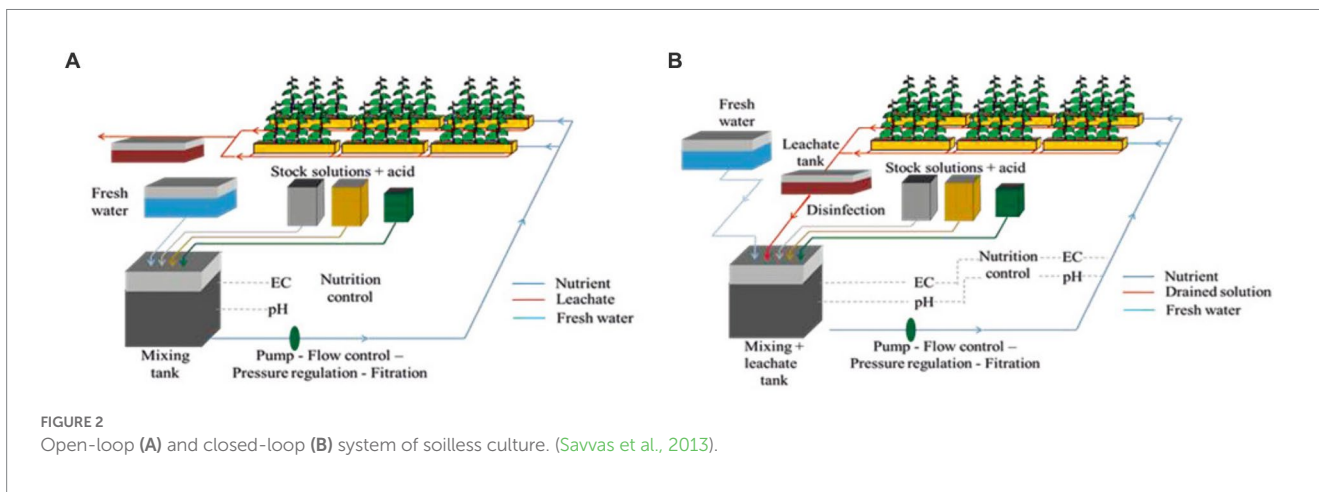 A
Fresh
water
Stock solutions + acid
EC
pH
Nutrition
control
Nutrient
Leachate
Fresh water
Mixing
tank
Pump - Flow control –
Pressure regulation - Fitration
B
Fresh
water
Leachate
tank
Stock solutions + acid
Disinfection
Nutrition
control
EC
pH
EC
pH
Nutrient
Drained solution
Fresh water
Mixing +
leachate
tank
Pump - Flow control –
Pressure regulation - Fitration
FIGURE 2
Open-loop (A) and closed-loop (B) system of soilless culture. (Savvas et al., 2013).